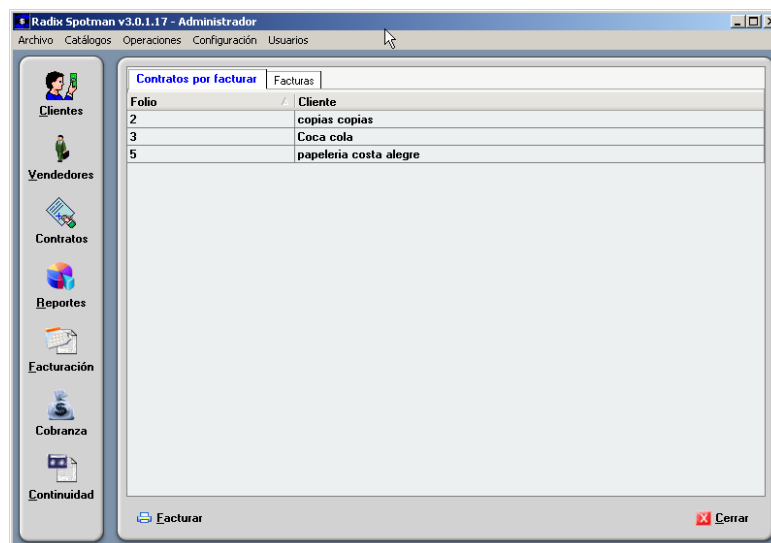 Radix Spotman v3.0.1.17 - Administrador
Archivo Catálogos Operaciones Configuración Usuarios
Clientes
Vendedores
Contratos
Reportes
Facturación
Cobranza
Continuidad
Contratos por facturar Facturas
Folio Cliente
2 copias copias
3 Coca cola
5 papeleria costa alegre
Facturar Cerrar